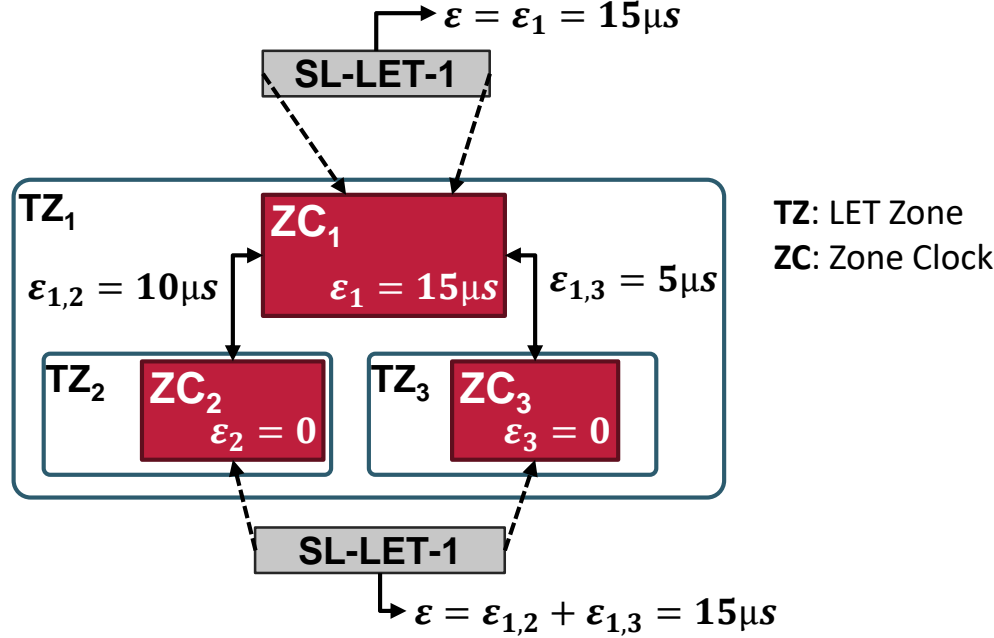 ε = ε₁ = 15μs
SL-LET-1
TZ₁
ZC₁
TZ: LET Zone
ZC: Zone Clock
ε₁,₂ = 10μs
ε₁ = 15μs
ε₁,₃ = 5μs
TZ₂
ZC₂
ε₂ = 0
TZ₃
ZC₃
ε₃ = 0
SL-LET-1
ε = ε₁,₂ + ε₁,₃ = 15μs